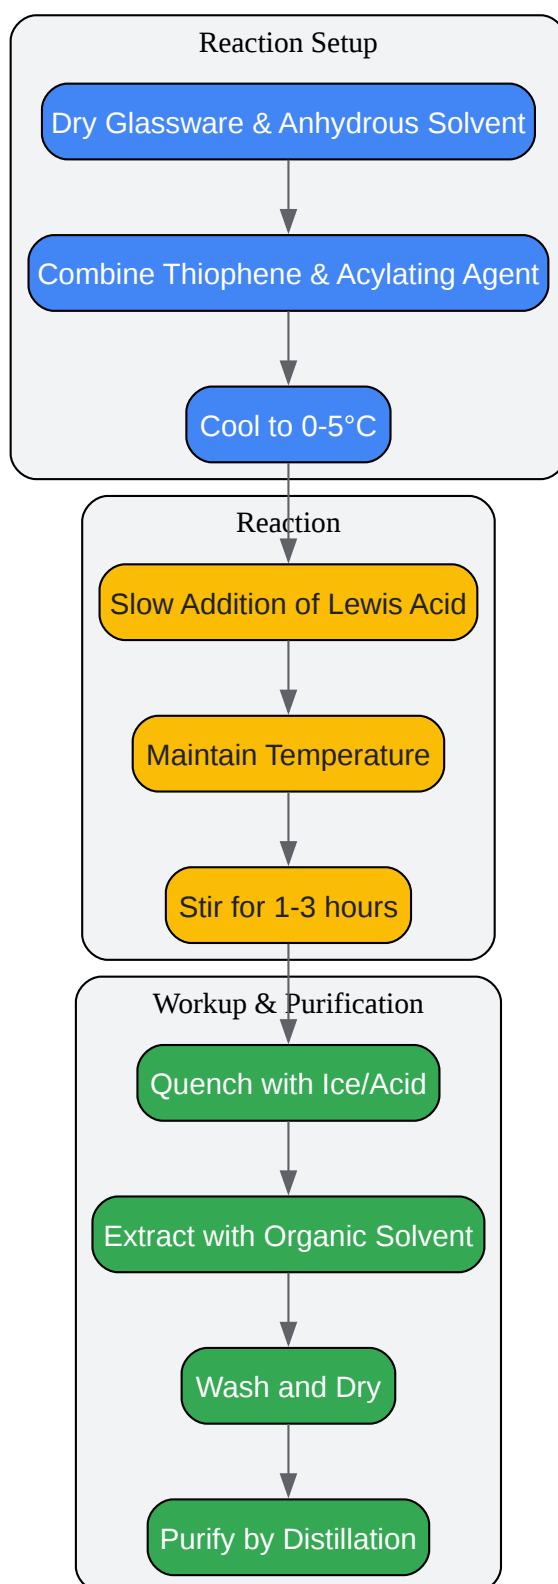 Reaction Setup
Dry Glassware & Anhydrous Solvent
Combine Thiophene & Acylating Agent
Cool to 0-5°C
Reaction
Slow Addition of Lewis Acid
Maintain Temperature
Stir for 1-3 hours
Workup & Purification
Quench with Ice/Acid
Extract with Organic Solvent
Wash and Dry
Purify by Distillation